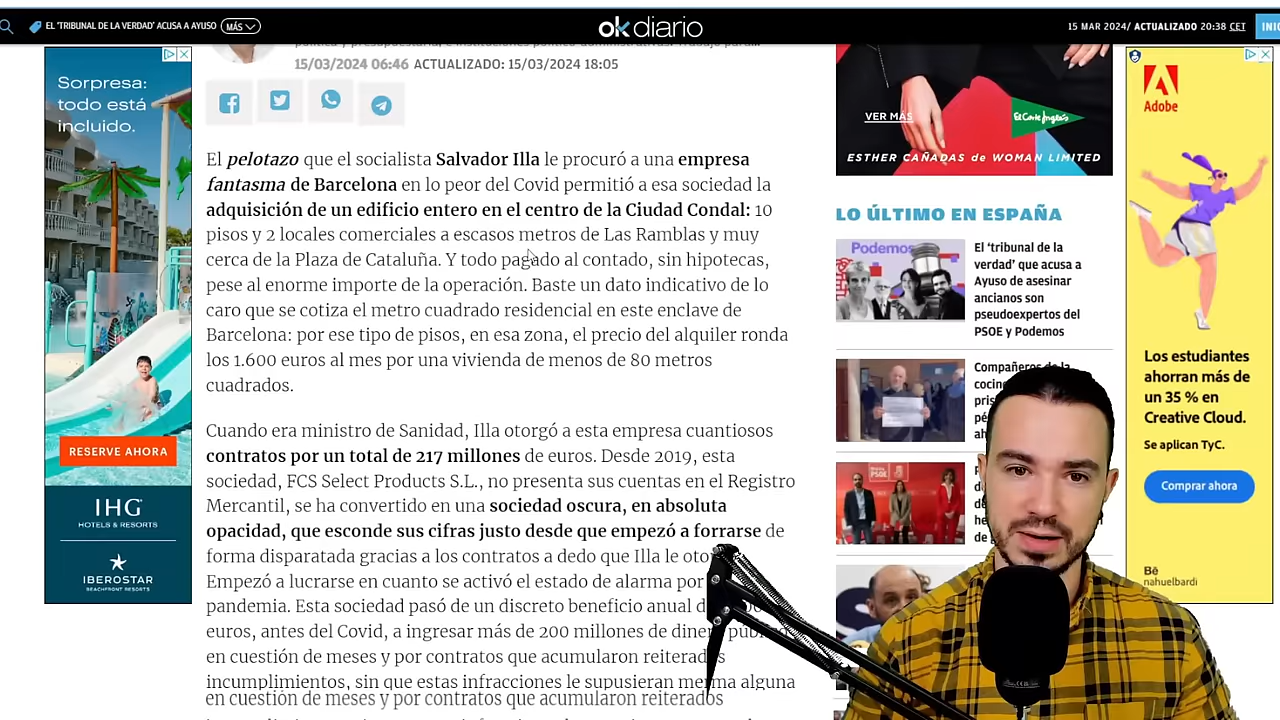 EL 'TRIBUNAL DE LA VERDAD' ACUSA A AYUSO
MÁS
okdiario
15 MAR 2024/ ACTUALIZADO 20:38 CET
INIC
15/03/2024 06:46 ACTUALIZADO: 15/03/2024 18:05
El pelotazo que el socialista Salvador Illa le procuró a una empresa
fantasma de Barcelona en lo peor del Covid permitió a esa sociedad la
adquisición de un edificio entero en el centro de la Ciudad Condal: 10
pisos y 2 locales comerciales a escasos metros de Las Ramblas y muy
cerca de la Plaza de Cataluña. Y todo pagado al contado, sin hipotecas,
pese al enorme importe de la operación. Baste un dato indicativo de lo
caro que se cotiza el metro cuadrado residencial en este enclave de
Barcelona: por ese tipo de pisos, en esa zona, el precio del alquiler ronda
los 1.600 euros al mes por una vivienda de menos de 80 metros
cuadrados.
Cuando era ministro de Sanidad, Illa otorgó a esta empresa cuantiosos
contratos por un total de 217 millones de euros. Desde 2019, esta
sociedad, FCS Select Products S.L., no presenta sus cuentas en el Registro
Mercantil, se ha convertido en una sociedad oscura, en absoluta
opacidad, que esconde sus cifras justo desde que empezó a forrarse de
forma disparatada gracias a los contratos a dedo que Illa le
Empezó a lucrarse en cuanto se activó el estado de alarma por
pandemia. Esta sociedad pasó de un discreto beneficio anual
euros, antes del Covid, a ingresar más de 200 millones de dinero
en cuestión de meses y por contratos que acumularon reiterados
incumplimientos, sin que estas infracciones le supusieran merma alguna
en cuestión de meses y por contratos que acumularon reiterados
Sorpresa:
todo está
incluido.
RESERVE AHORA
IHG
HOTELS & RESORTS
IBEROSTAR
BEACHFRONT RESORTS
VER MÁS
El Corte Inglés
ESTHER CAÑADAS de WOMAN LIMITED
LO ÚLTIMO EN ESPAÑA
Podemos
El 'tribunal de la
verdad' que acusa a
Ayuso de asesinar
ancianos son
pseudoexpertos del
PSOE y Podemos
Compañeros de la
Adobe
Los estudiantes
ahorran más de
un 35 % en
Creative Cloud.
Se aplican TyC.
Comprar ahora
Bē
nahuelbardi